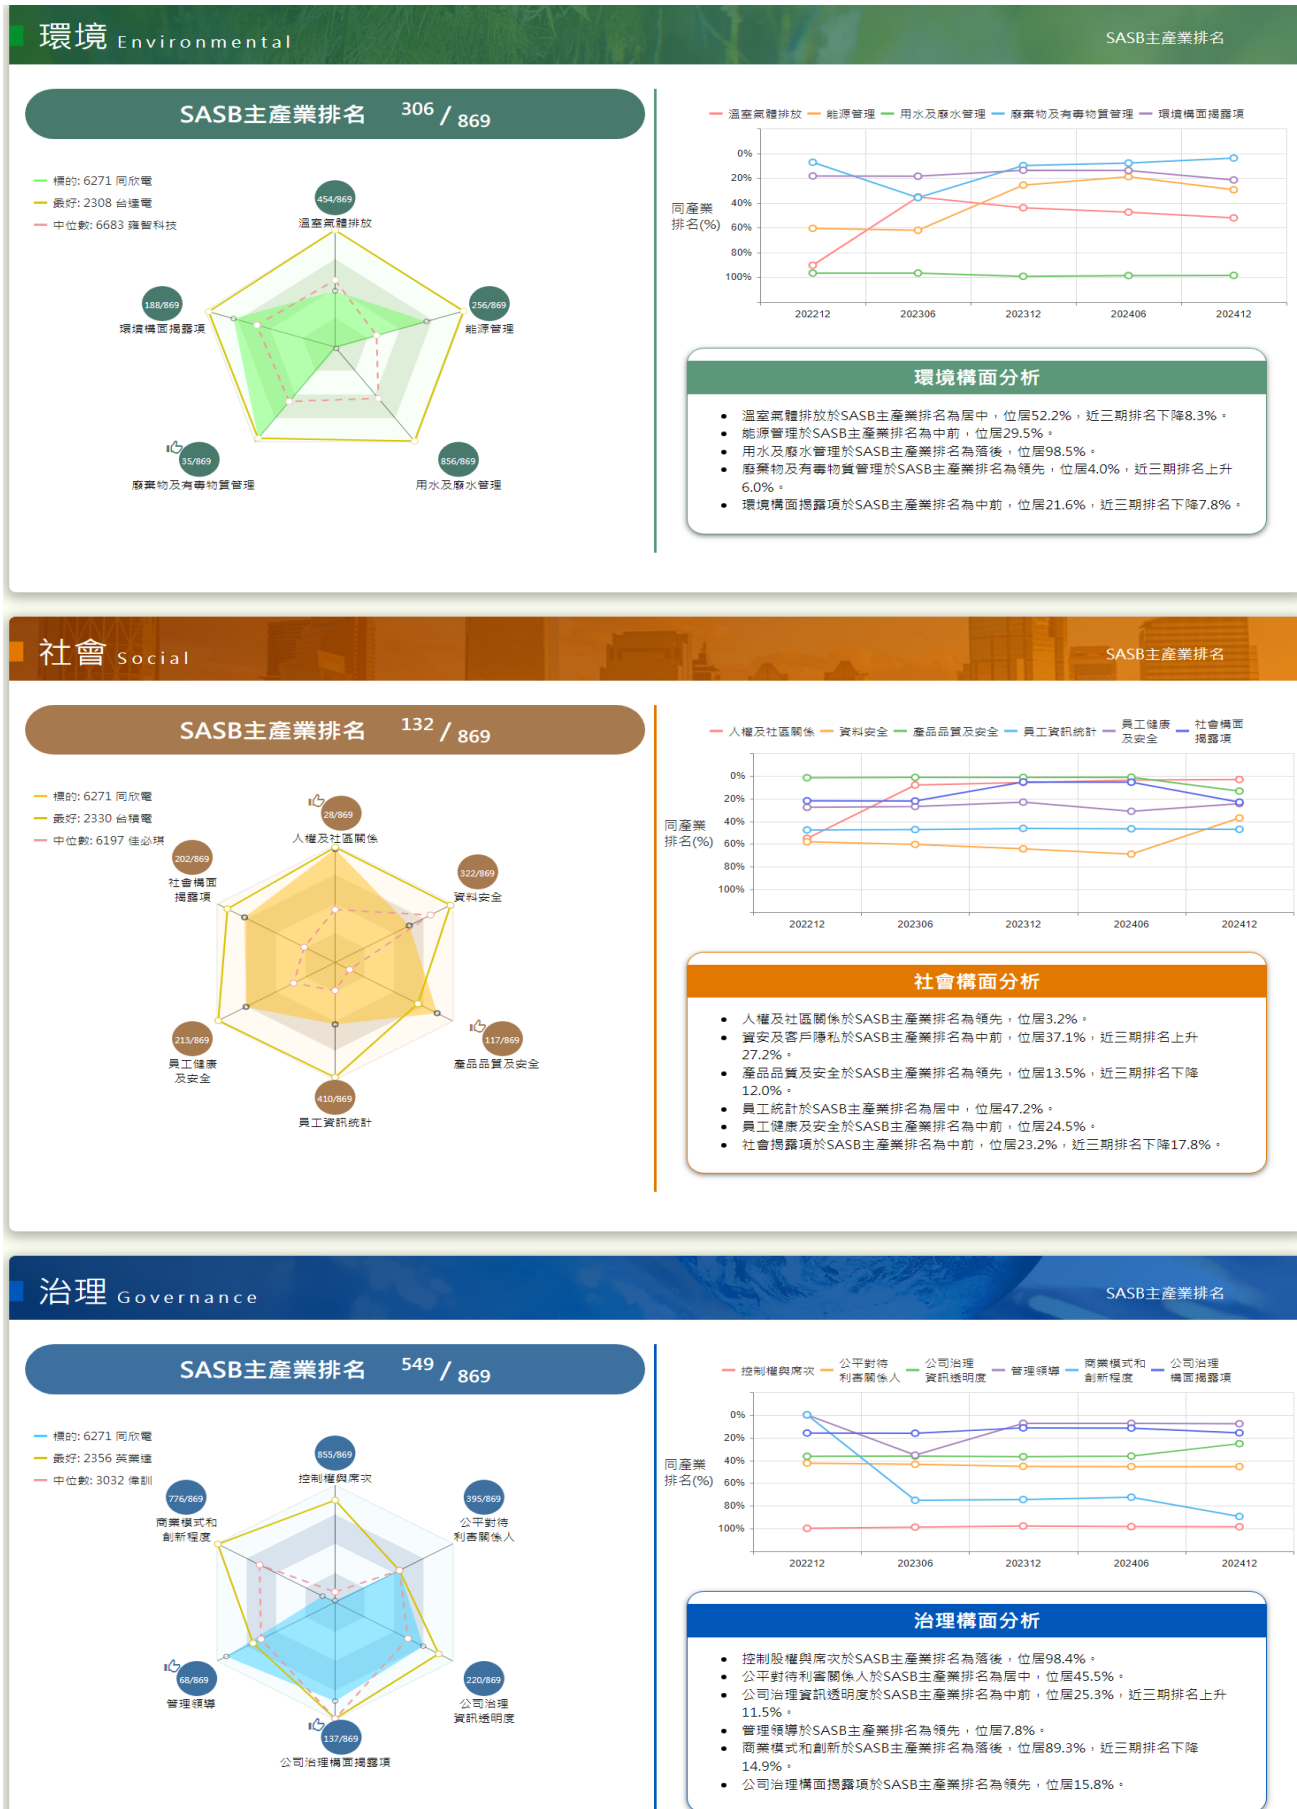 環境 Environmental
SASB主產業排名
SASB主產業排名 306 / 869
標的: 6271 同欣電
最好: 2308 台達電
中位數: 6683 雍智科技
454/869
溫室氣體排放
188/869
環境構面揭露項
256/869
能源管理
35/869
廢棄物及有毒物質管理
856/869
用水及廢水管理
溫室氣體排放 能源管理 用水及廢水管理 廢棄物及有毒物質管理 環境構面揭露項
同產業
排名(%)
0%
20%
40%
60%
80%
100%
202212 202306 202312 202406 202412
環境構面分析
• 溫室氣體排放於SASB主產業排名為居中，位居52.2%，近三期排名下降8.3%。
• 能源管理於SASB主產業排名為中前，位居29.5%。
• 用水及廢水管理於SASB主產業排名為落後，位居98.5%。
• 廢棄物及有毒物質管理於SASB主產業排名為領先，位居4.0%，近三期排名上升
6.0%。
• 環境構面揭露項於SASB主產業排名為中前，位居21.6%，近三期排名下降7.8%。
社會 Social
SASB主產業排名
SASB主產業排名 132 / 869
標的: 6271 同欣電
最好: 2330 台積電
中位數: 6197 佳必琪
28/869
人權及社區關係
202/869
社會構面
揭露項
322/869
資料安全
213/869
員工健康
及安全
117/869
產品品質及安全
410/869
員工資訊統計
人權及社區關係 資料安全 產品品質及安全 員工資訊統計 員工健康
及安全 社會構面
揭露項
同產業
排名(%)
0%
20%
40%
60%
80%
100%
202212 202306 202312 202406 202412
社會構面分析
• 人權及社區關係於SASB主產業排名為領先，位居3.2%。
• 資安及客戶隱私於SASB主產業排名為中前，位居37.1%，近三期排名上升
27.2%。
• 產品品質及安全於SASB主產業排名為領先，位居13.5%，近三期排名下降
12.0%。
• 員工統計於SASB主產業排名為居中，位居47.2%。
• 員工健康及安全於SASB主產業排名為中前，位居24.5%。
• 社會揭露項於SASB主產業排名為中前，位居23.2%，近三期排名下降17.8%。
治理 Governance
SASB主產業排名
SASB主產業排名 549 / 869
標的: 6271 同欣電
最好: 2356 英業達
中位數: 3032 偉訓
855/869
控制權與席次
776/869
商業模式和
創新程度
395/869
公平對待
利害關係人
68/869
管理領導
220/869
公司治理
資訊透明度
137/869
公司治理構面揭露項
控制權與席次 公平對待
利害關係人 公司治理
資訊透明度 管理領導 商業模式和
創新程度 公司治理
構面揭露項
同產業
排名(%)
0%
20%
40%
60%
80%
100%
202212 202306 202312 202406 202412
治理構面分析
• 控制股權與席次於SASB主產業排名為落後，位居98.4%。
• 公平對待利害關係人於SASB主產業排名為居中，位居45.5%。
• 公司治理資訊透明度於SASB主產業排名為中前，位居25.3%，近三期排名上升
11.5%。
• 管理領導於SASB主產業排名為領先，位居7.8%。
• 商業模式和創新於SASB主產業排名為落後，位居89.3%，近三期排名下降
14.9%。
• 公司治理構面揭露項於SASB主產業排名為領先，位居15.8%。